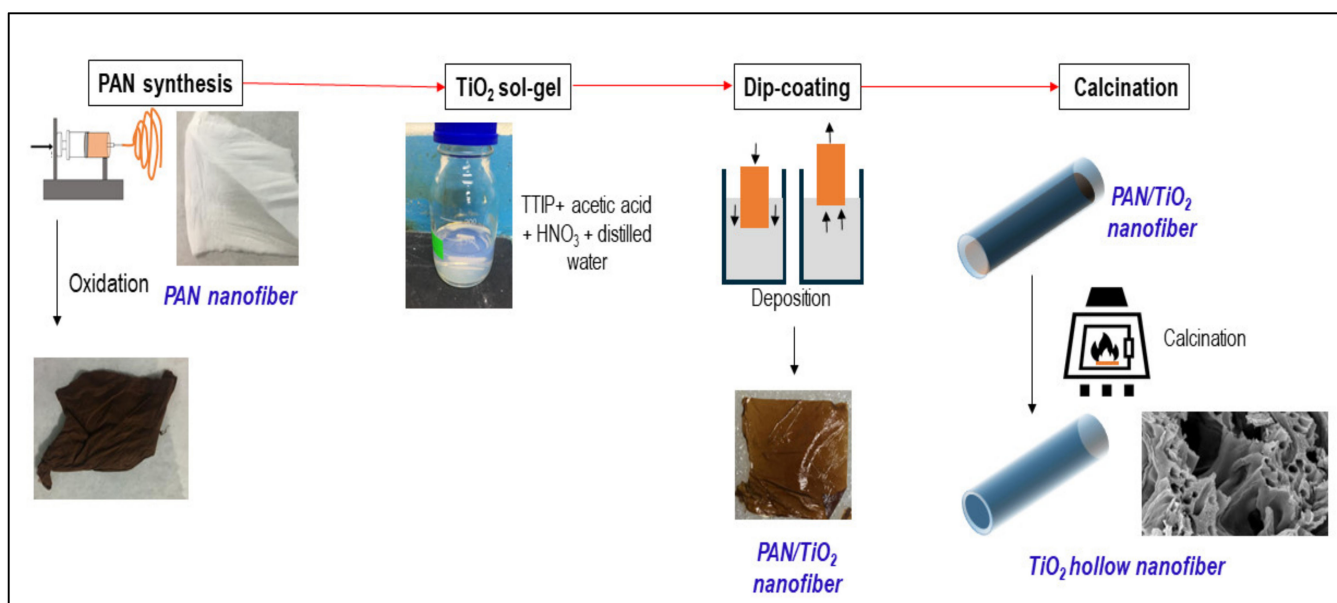 PAN synthesis
TiO₂ sol-gel
Dip-coating
Calcination
TTIP+ acetic acid
+ HNO₃ + distilled
water
PAN/TiO₂
nanofiber
Oxidation
PAN nanofiber
Deposition
Calcination
PAN/TiO₂
nanofiber
TiO₂ hollow nanofiber